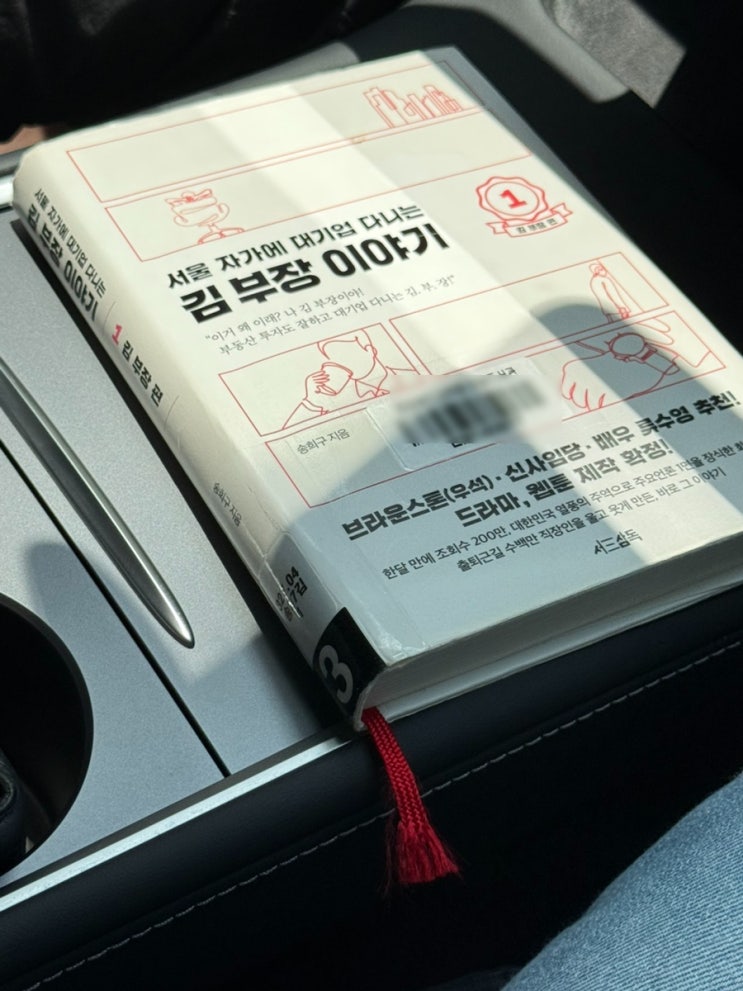 서울 자가에 대기업 다니는
김 부장 이야기
1
김 부장 편
"이거 왜 이래? 나 김 부장이야!
부동산 투자도 잘하고 대기업 다니는 김. 부. 장!"
송희구 지음
브라운스톤(우석)·신사임당·배우 류수영 추천!
드라마, 웹툰 제작 확정!
한달 만에 조회수 200만, 대한민국 열풍의 주역으로 주요언론 1면을 장식한 화
출퇴근길 수백만 직장인을 울고 웃게 만든, 바로 그 이야기
서삼독
서울 자가에 대기업 다니는
김 부장 이야기
1 김 부장 편
송희구 지음
3